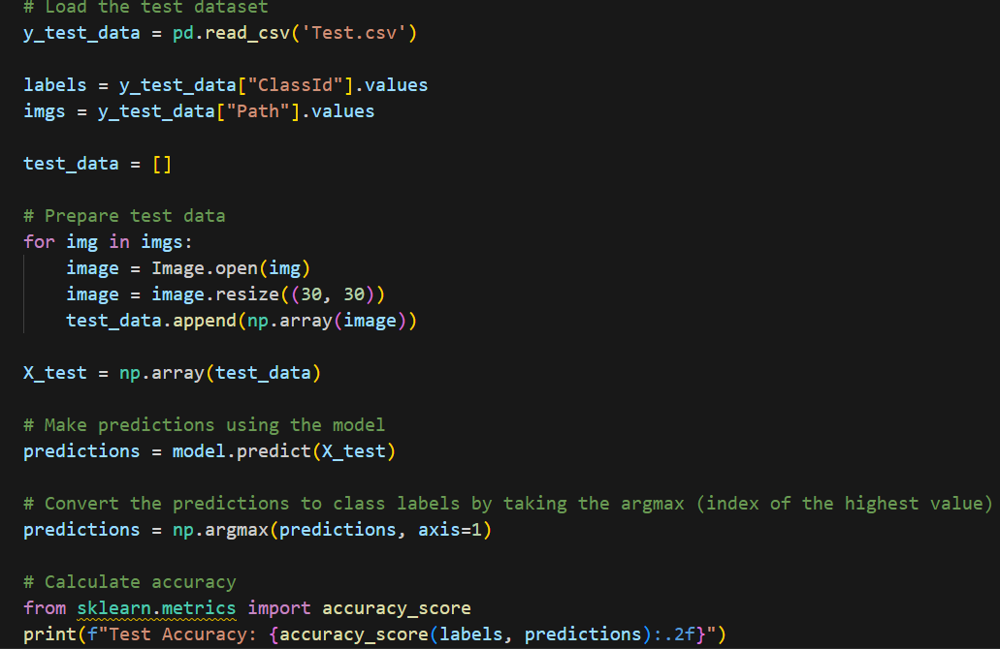 # Load the test dataset
y_test_data = pd.read_csv('Test.csv')
labels = y_test_data["ClassId"].values
imgs = y_test_data["Path"].values
test_data = []
# Prepare test data
for img in imgs:
    image = Image.open(img)
    image = image.resize((30, 30))
    test_data.append(np.array(image))
X_test = np.array(test_data)
# Make predictions using the model
predictions = model.predict(X_test)
# Convert the predictions to class labels by taking the argmax (index of the highest value)
predictions = np.argmax(predictions, axis=1)
# Calculate accuracy
from sklearn.metrics import accuracy_score
print(f"Test Accuracy: {accuracy_score(labels, predictions):.2f}")